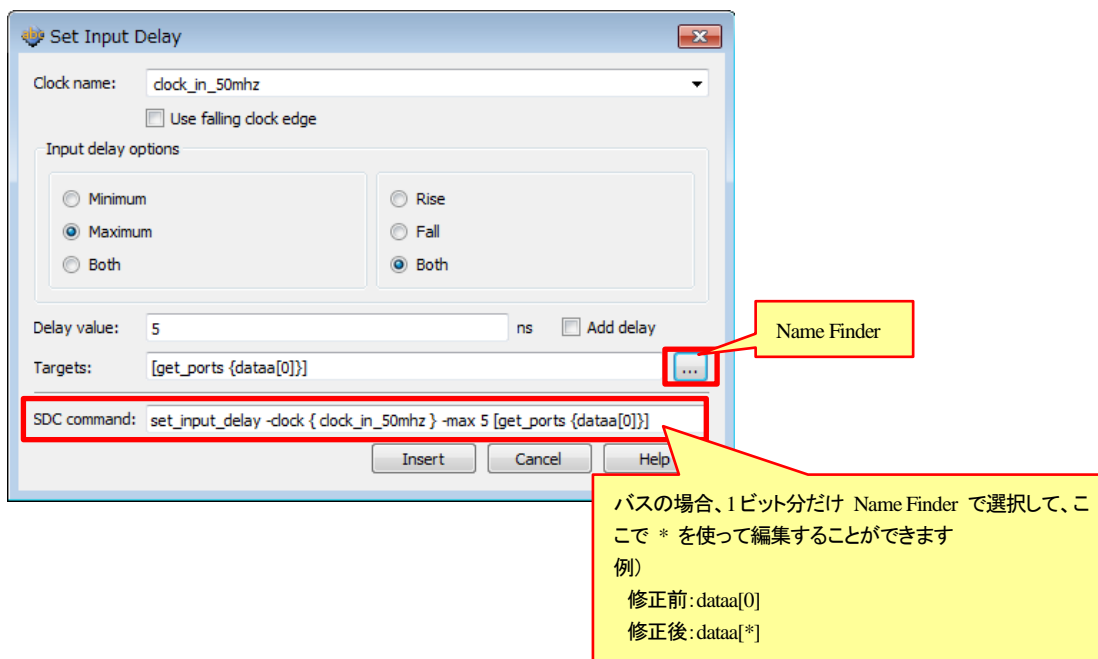 Set Input Delay
Clock name: clock_in_50mhz
Use falling clock edge
Input delay options
Minimum
Maximum
Both
Rise
Fall
Both
Delay value: 5 ns Add delay
Targets: [get_ports {dataa[0]}] ...
SDC command: set_input_delay -clock { clock_in_50mhz } -max 5 [get_ports {dataa[0]}]
Insert Cancel Help
Name Finder
バスの場合、1ビット分だけ Name Finder で選択して、こ
こで * を使って編集することができます
例）
修正前：dataa[0]
修正後：dataa[*]